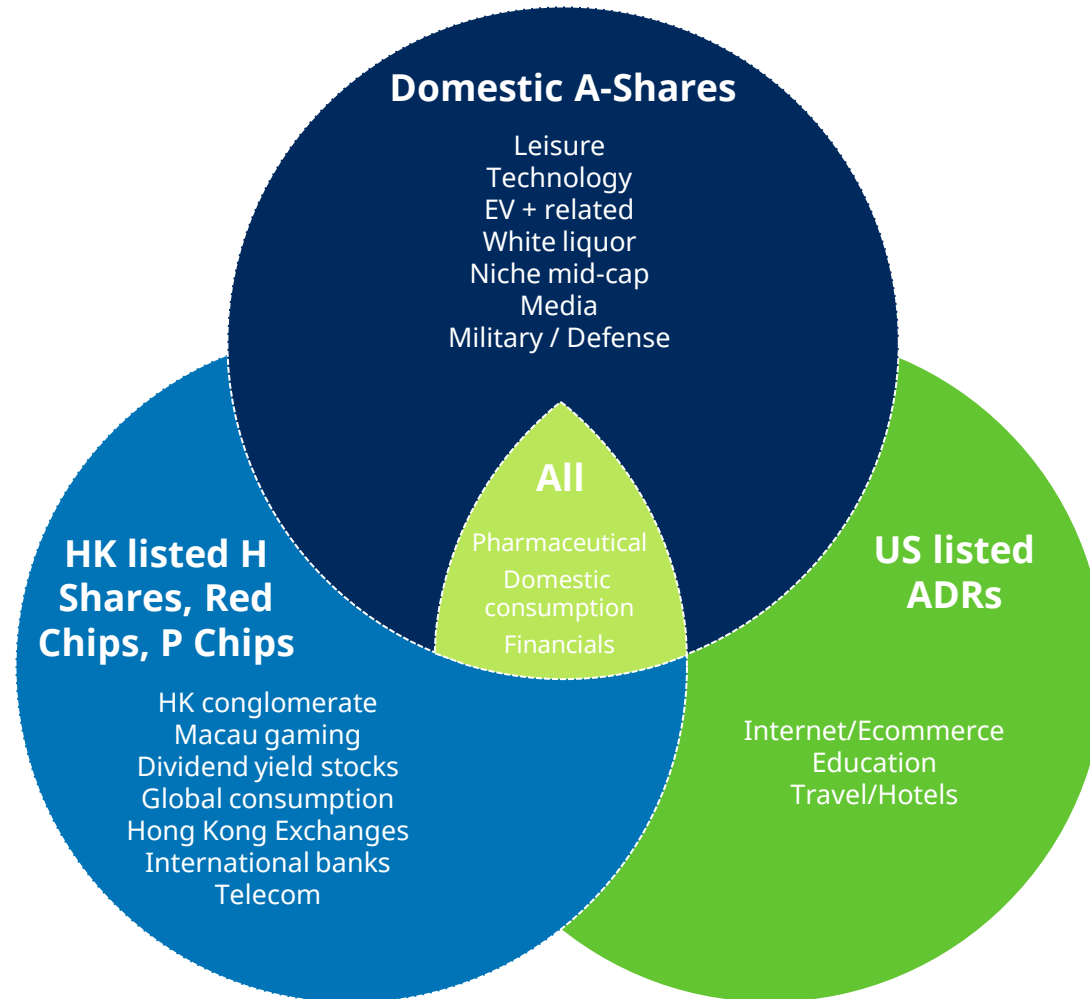 Domestic A-Shares
Leisure
Technology
EV + related
White liquor
Niche mid-cap
Media
Military / Defense
All
Pharmaceutical
Domestic
consumption
Financials
HK listed H
Shares, Red
Chips, P Chips
HK conglomerate
Macau gaming
Dividend yield stocks
Global consumption
Hong Kong Exchanges
International banks
Telecom
US listed
ADRs
Internet/Ecommerce
Education
Travel/Hotels